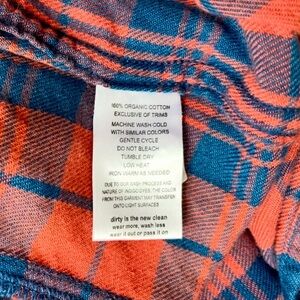 100% ORGANIC COTTON
EXCLUSIVE OF TRIMS
MACHINE WASH COLD
WITH SIMILAR COLORS
GENTLE CYCLE
DO NOT BLEACH
TUMBLE DRY
LOW HEAT
IRON WARM AS NEEDED
DUE TO OUR WASH PROCESS AND
NATURE OF INDIGO DYES, THE COLOR
FROM THIS GARMENT MAY TRANSFER
ONTO LIGHT SURFACES
dirty is the new clean
wear more, wash less
wear it out or pass it on